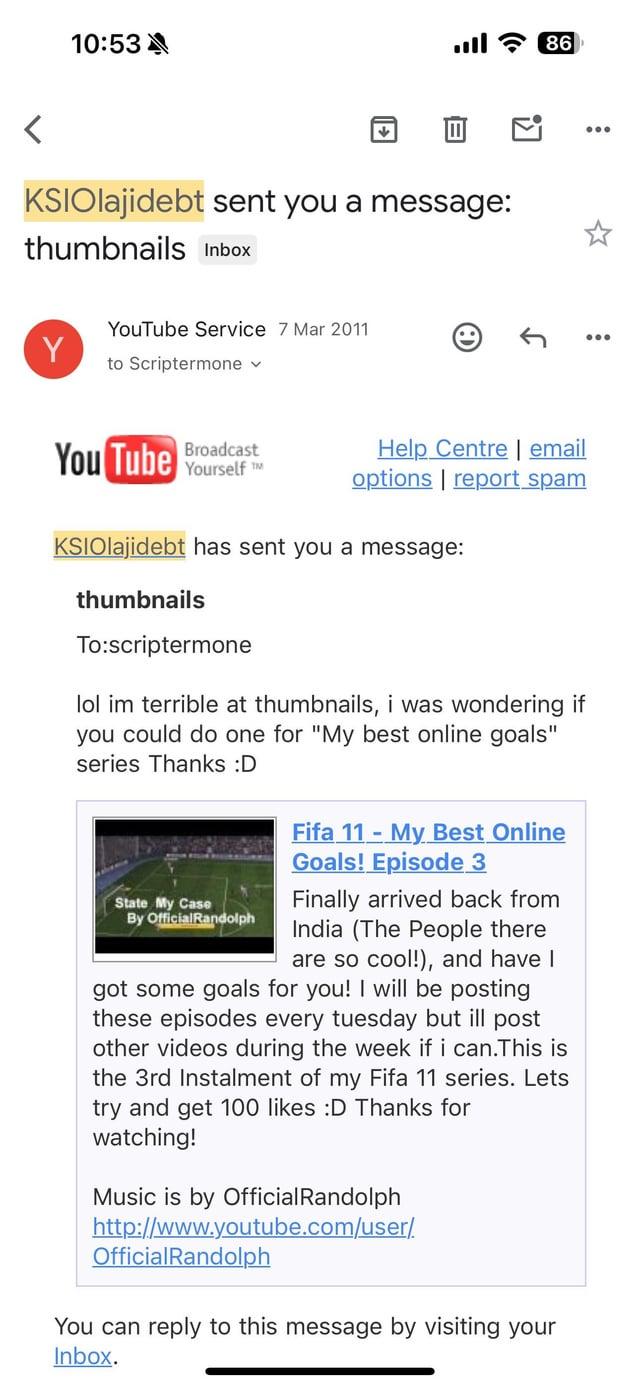 10:53
86
KSIOlajidebt sent you a message:
thumbnails Inbox
Y
YouTube Service 7 Mar 2011
to Scriptermone
YouTube Broadcast
Yourself ™
Help Centre | email
options | report spam
KSIOlajidebt has sent you a message:
thumbnails
To:scriptermone
lol im terrible at thumbnails, i was wondering if
you could do one for "My best online goals"
series Thanks :D
State My Case
By OfficialRandolph
Fifa 11 - My Best Online
Goals! Episode 3
Finally arrived back from
India (The People there
are so cool!), and have I
got some goals for you! I will be posting
these episodes every tuesday but ill post
other videos during the week if i can.This is
the 3rd Instalment of my Fifa 11 series. Lets
try and get 100 likes :D Thanks for
watching!
Music is by OfficialRandolph
http://www.youtube.com/user/
OfficialRandolph
You can reply to this message by visiting your
Inbox.